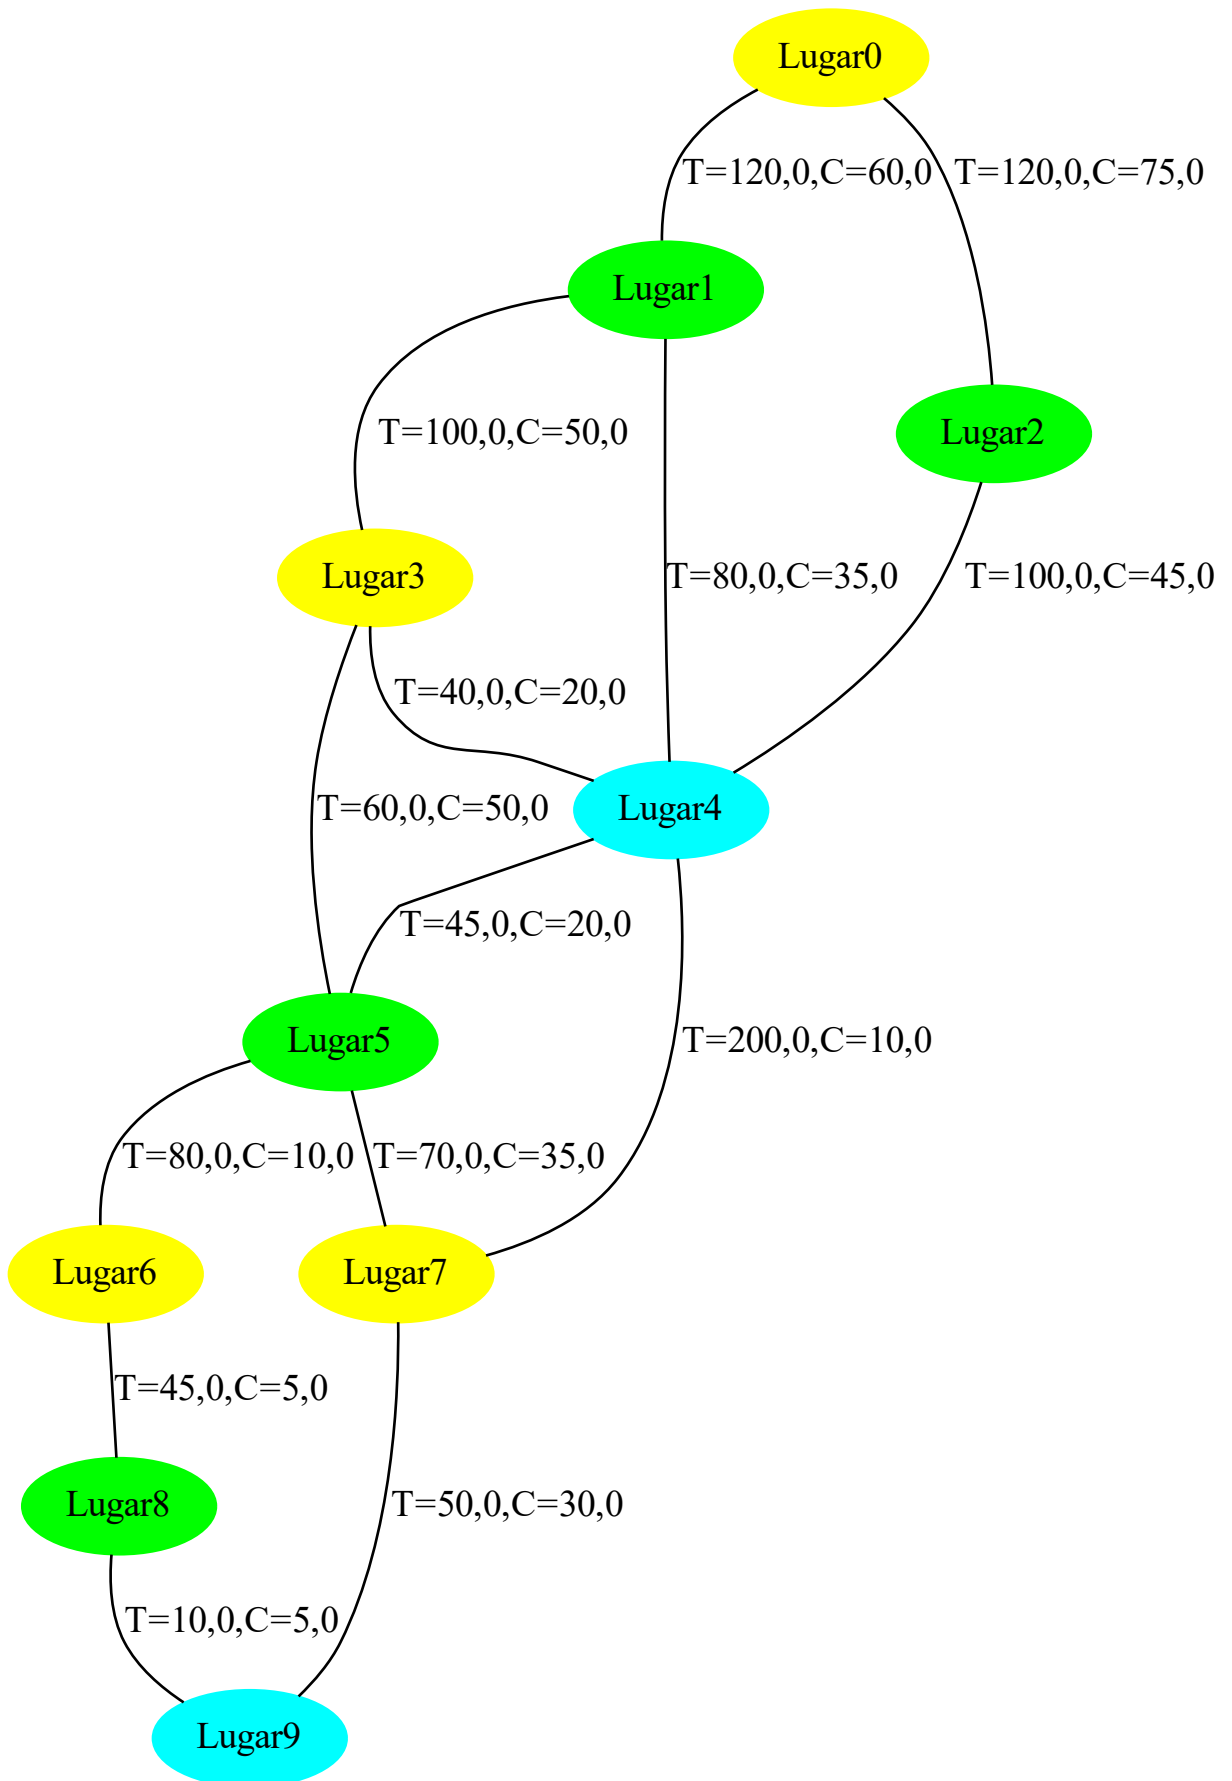 Lugar0
T=120,0,C=60,0
T=120,0,C=75,0
Lugar1
Lugar2
T=100,0,C=50,0
Lugar3
T=80,0,C=35,0
T=100,0,C=45,0
T=40,0,C=20,0
T=60,0,C=50,0
Lugar4
T=45,0,C=20,0
Lugar5
T=200,0,C=10,0
T=80,0,C=10,0
T=70,0,C=35,0
Lugar6
Lugar7
T=45,0,C=5,0
Lugar8
T=50,0,C=30,0
T=10,0,C=5,0
Lugar9